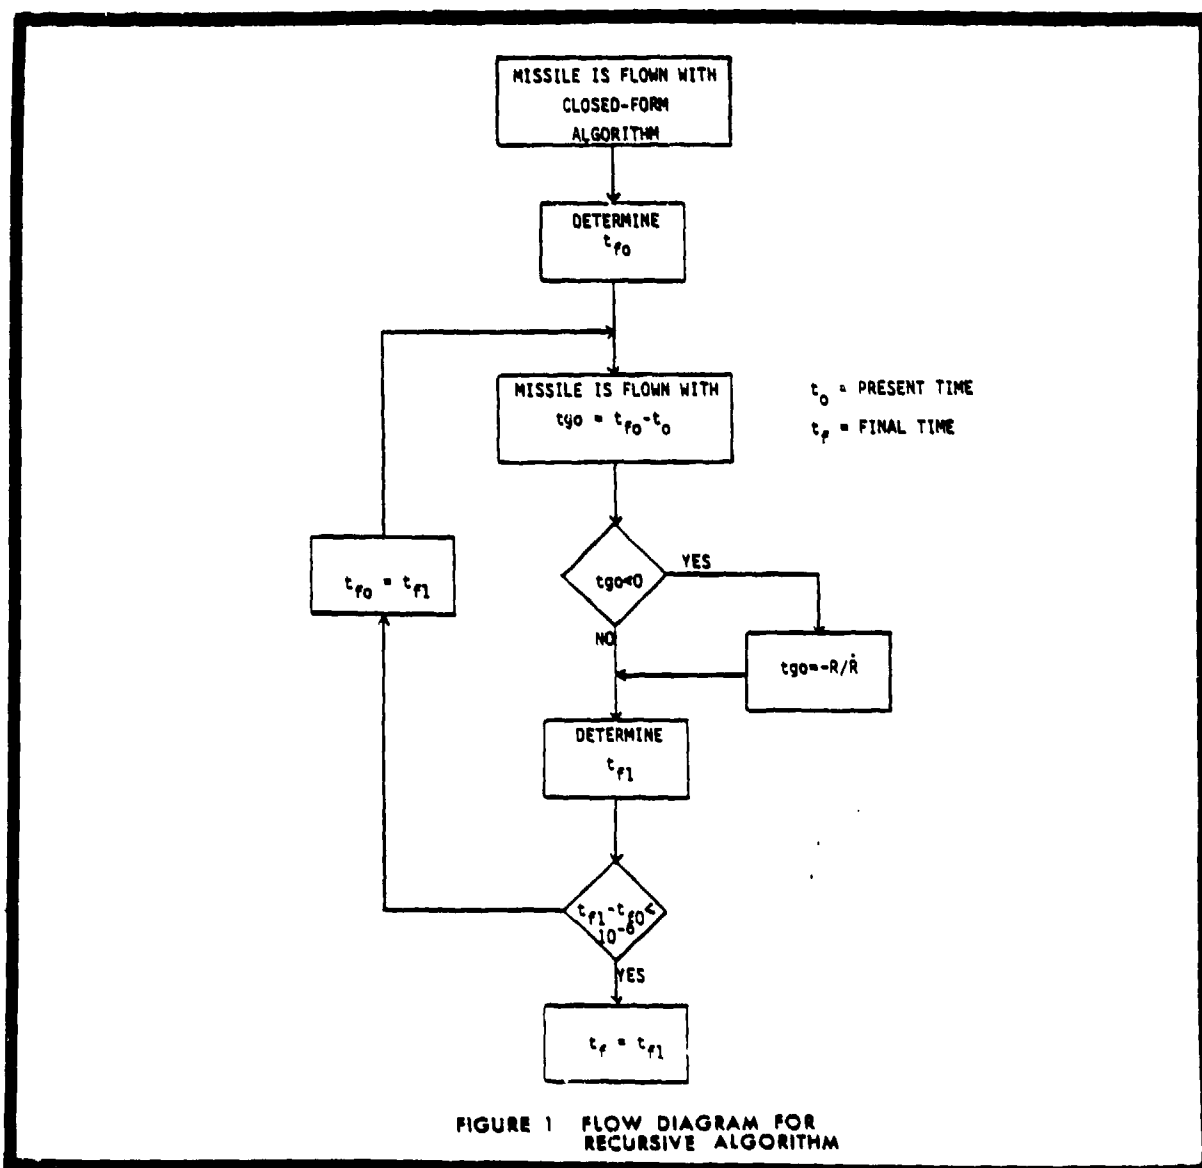 MISSILE IS FLOWN WITH
CLOSED-FORM
ALGORITHM
DETERMINE
t_fo
MISSILE IS FLOWN WITH
tgo = t_fo-t_o
t_o = PRESENT TIME
t_f = FINAL TIME
tgo<0
YES
NO
t_fo = t_f1
tgo=-R/Ṙ
DETERMINE
t_f1
t_f1-t_f0<
10^-6
YES
t_f = t_f1
FIGURE 1 FLOW DIAGRAM FOR
RECURSIVE ALGORITHM